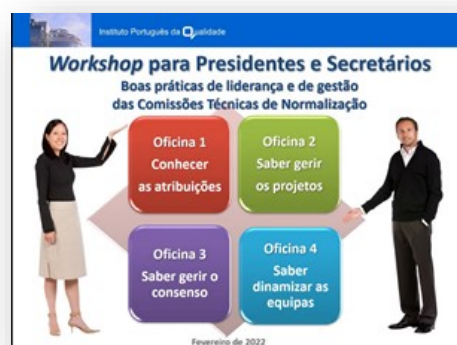 Instituto Português da Qualidade
Workshop para Presidentes e Secretários
Boas práticas de liderança e de gestão
das Comissões Técnicas de Normalização
Oficina 1
Conhecer
as atribuições
Oficina 2
Saber gerir
os projetos
Oficina 3
Saber gerir o
consenso
Oficina 4
Saber
dinamizar as
equipas
Fevereiro de 2022